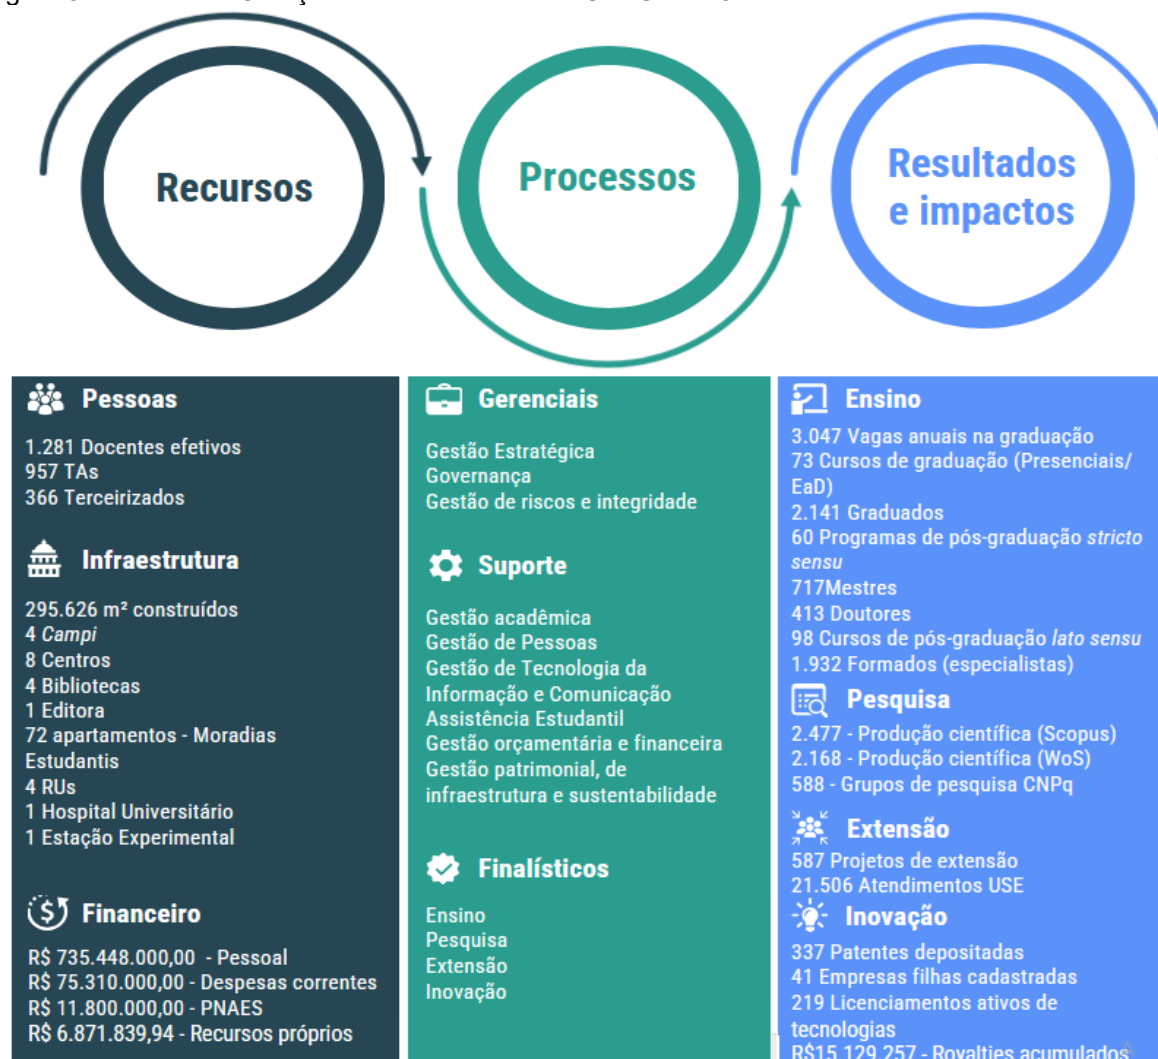 Recursos
Processos
Resultados
e impactos
Pessoas
1.281 Docentes efetivos
957 TAs
366 Terceirizados
Infraestrutura
295.626 m² construídos
4 Campi
8 Centros
4 Bibliotecas
1 Editora
72 apartamentos - Moradias
Estudantis
4 RUs
1 Hospital Universitário
1 Estação Experimental
Financeiro
R$ 735.448.000,00 - Pessoal
R$ 75.310.000,00 - Despesas correntes
R$ 11.800.000,00 - PNAES
R$ 6.871.839,94 - Recursos próprios
Gerenciais
Gestão Estratégica
Governança
Gestão de riscos e integridade
Suporte
Gestão acadêmica
Gestão de Pessoas
Gestão de Tecnologia da
Informação e Comunicação
Assistência Estudantil
Gestão orçamentária e financeira
Gestão patrimonial, de
infraestrutura e sustentabilidade
Finalísticos
Ensino
Pesquisa
Extensão
Inovação
Ensino
3.047 Vagas anuais na graduação
73 Cursos de graduação (Presenciais/
EaD)
2.141 Graduados
60 Programas de pós-graduação stricto
sensu
717Mestres
413 Doutores
98 Cursos de pós-graduação lato sensu
1.932 Formados (especialistas)
Pesquisa
2.477 - Produção científica (Scopus)
2.168 - Produção científica (WoS)
588 - Grupos de pesquisa CNPq
Extensão
587 Projetos de extensão
21.506 Atendimentos USE
Inovação
337 Patentes depositadas
41 Empresas filhas cadastradas
219 Licenciamentos ativos de
tecnologias
R$15.129.257 - Royalties acumulados